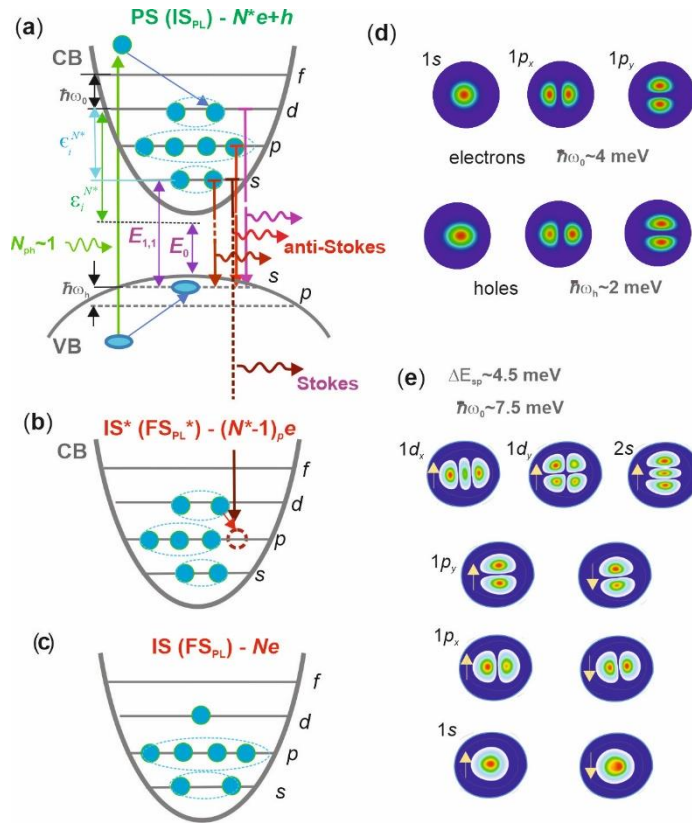 (a) PS (IS_PL) - N*e+h
CB
f
ħω₀
d
ϵ_i^N*
p
ε_i^N*
s
N_ph~1
E₁,₁
E₀
anti-Stokes
s
ħω_h
p
VB
Stokes
(b) IS* (FS_PL*) - (N*-1)_p e
CB
f
d
p
s
(c) IS (FS_PL) - Ne
f
d
p
s
(d)
1s 1p_x 1p_y
electrons ħω₀~4 meV
holes ħω_h~2 meV
(e) ΔE_sp~4.5 meV
ħω₀~7.5 meV
1d_x 1d_y 2s
1p_y
1p_x
1s